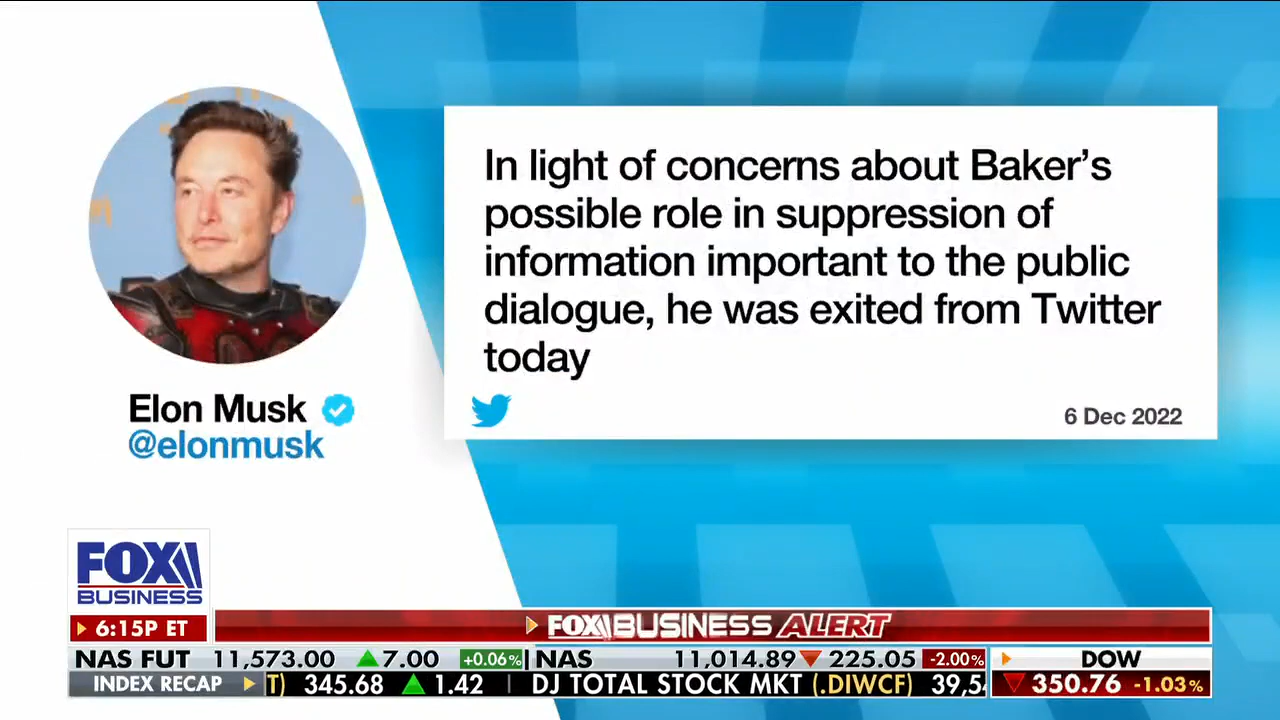 In light of concerns about Baker's
possible role in suppression of
information important to the public
dialogue, he was exited from Twitter
today
6 Dec 2022
Elon Musk
@elonmusk
FOX
BUSINESS
6:15P ET
FOX BUSINESS ALERT
NAS FUT 11,573.00 7.00 +0.06% NAS 11,014.89 225.05 -2.00% DOW
INDEX RECAP T) 345.68 1.42 DJ TOTAL STOCK MKT (.DIWCF) 350.76 -1.03%